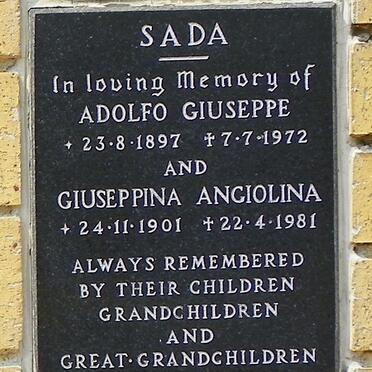 SADA
In loving Memory of
ADOLFO GIUSEPPE
⋆ 23·8·1897 ✝ 7·7·1972
AND
GIUSEPPINA ANGIOLINA
⋆ 24·11·1901 ✝ 22·4·1981
ALWAYS REMEMBERED
BY THEIR CHILDREN
GRANDCHILDREN
AND
GREAT·GRANDCHILDREN